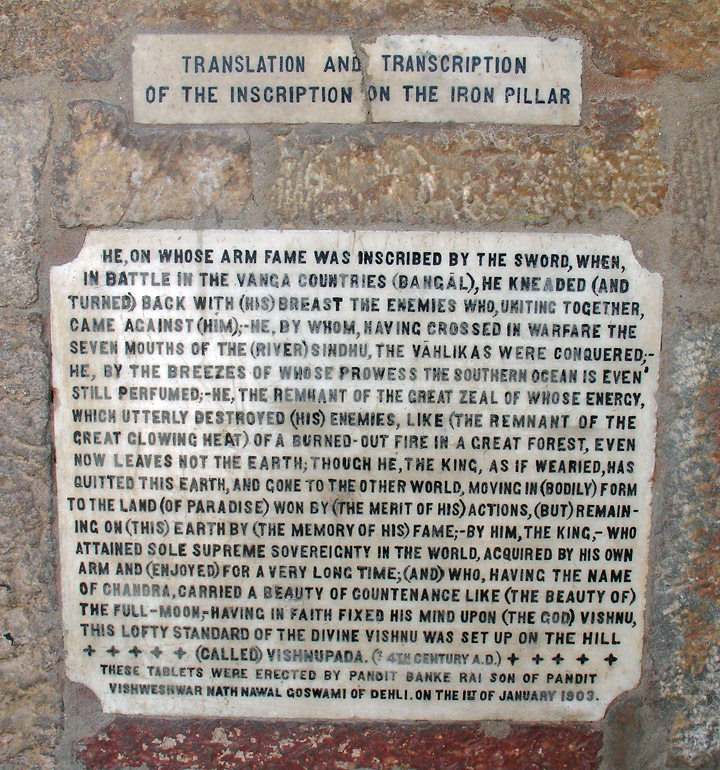 TRANSLATION AND TRANSCRIPTION
OF THE INSCRIPTION ON THE IRON PILLAR
HE, ON WHOSE ARM FAME WAS INSCRIBED BY THE SWORD, WHEN,
IN BATTLE IN THE VANGA COUNTRIES (BANGĀL), HE KNEADED (AND
TURNED) BACK WITH (HIS) BREAST THE ENEMIES WHO, UNITING TOGETHER,
CAME AGAINST (HIM);-HE, BY WHOM, HAVING CROSSED IN WARFARE THE
SEVEN MOUTHS OF THE (RIVER) SINDHU, THE VĀHLIKAS WERE CONQUERED;-
HE, BY THE BREEZES OF WHOSE PROWESS THE SOUTHERN OCEAN IS EVEN
STILL PERFUMED;-HE, THE REMNANT OF THE GREAT ZEAL OF WHOSE ENERGY,
WHICH UTTERLY DESTROYED (HIS) ENEMIES, LIKE (THE REMNANT OF THE
GREAT GLOWING HEAT) OF A BURNED-OUT FIRE IN A GREAT FOREST, EVEN
NOW LEAVES NOT THE EARTH; THOUGH HE, THE KING, AS IF WEARIED, HAS
QUITTED THIS EARTH, AND GONE TO THE OTHER WORLD, MOVING IN (BODILY) FORM
TO THE LAND (OF PARADISE) WON BY (THE MERIT OF HIS) ACTIONS, (BUT) REMAIN-
ING ON (THIS) EARTH BY (THE MEMORY OF HIS) FAME;-BY HIM, THE KING,- WHO
ATTAINED SOLE SUPREME SOVEREIGNTY IN THE WORLD, ACQUIRED BY HIS OWN
ARM AND (ENJOYED) FOR A VERY LONG TIME; (AND) WHO, HAVING THE NAME
OF CHANDRA, CARRIED A BEAUTY OF COUNTENANCE LIKE (THE BEAUTY OF)
THE FULL-MOON,-HAVING IN FAITH FIXED HIS MIND UPON (THE GOD) VISHNU,
THIS LOFTY STANDARD OF THE DIVINE VISHNU WAS SET UP ON THE HILL
+ + + + + (CALLED) VISHNUPADA. (? 4TH CENTURY A.D.) + + + + +
THESE TABLETS WERE ERECTED BY PANDIT BANKE RAI SON OF PANDIT
VISHWESHWAR NATH NAWAL GOSWAMI OF DEHLI. ON THE 1ST OF JANUARY 1903.